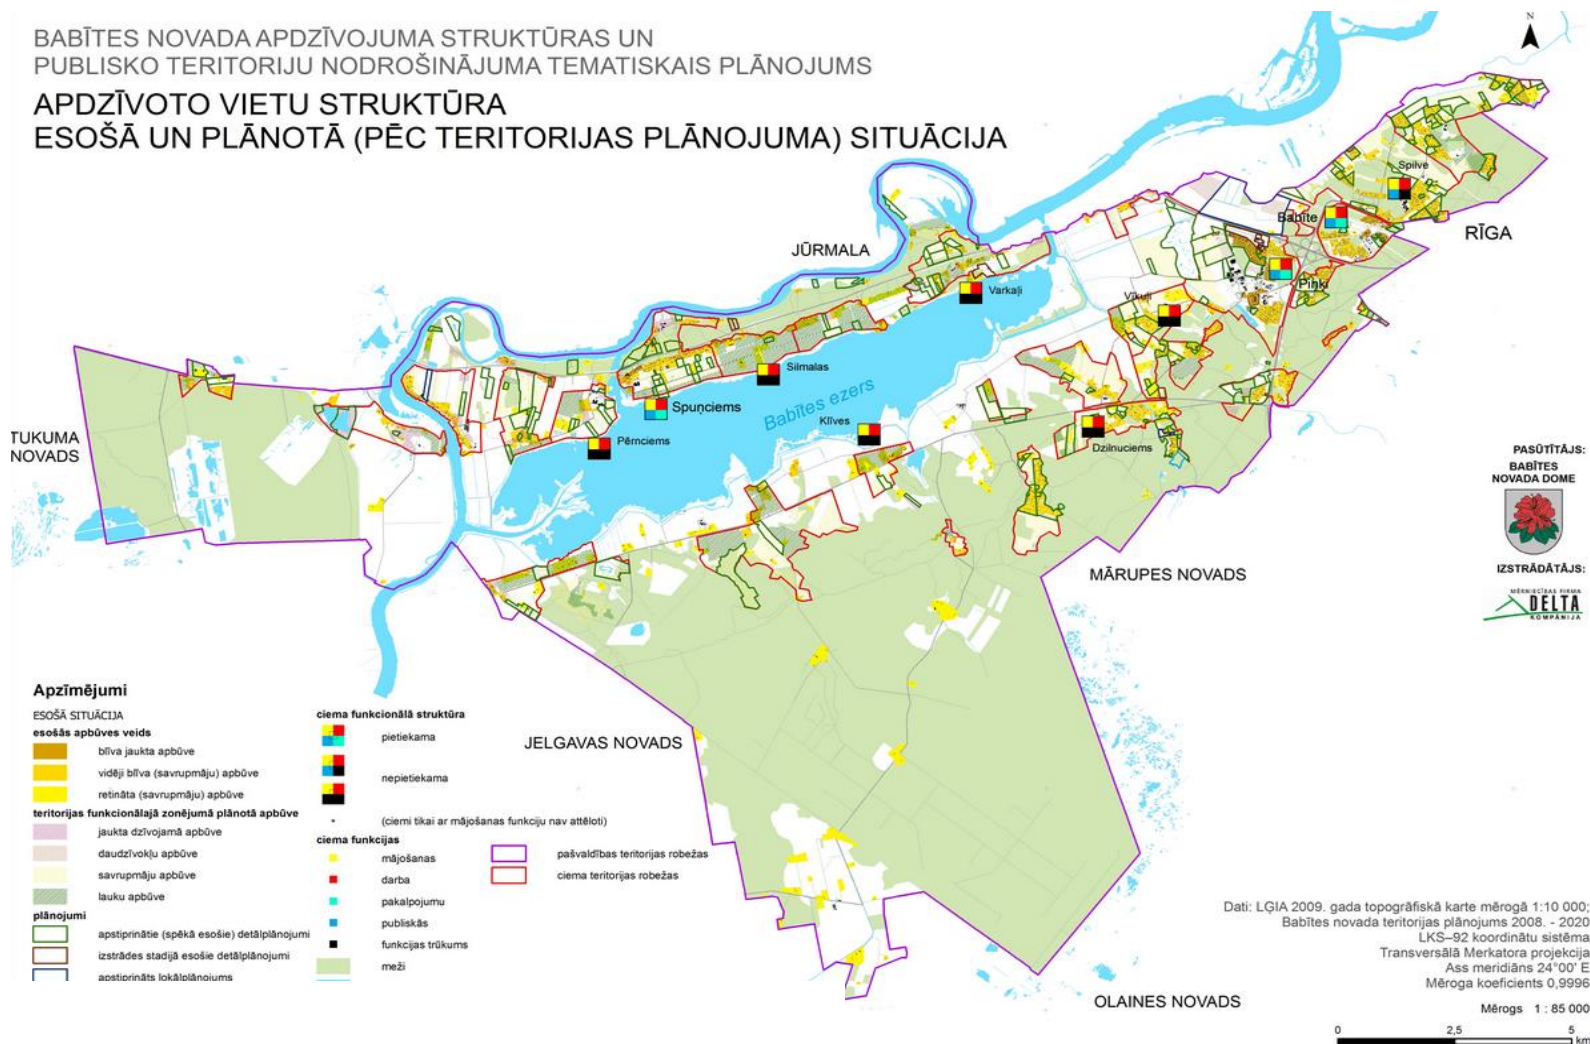 BABĪTES NOVADA APDZĪVOJUMA STRUKTŪRAS UN
PUBLISKO TERITORIJU NODROŠINĀJUMA TEMATISKAIS PLĀNOJUMS
APDZĪVOTO VIETU STRUKTŪRA
ESOŠĀ UN PLĀNOTĀ (PĒC TERITORIJAS PLĀNOJUMA) SITUĀCIJA
N
Spilve
Babīte
RĪGA
JŪRMALA
Piņķi
Varkaļi
Vīkuļi
Silmalas
Babītes ezers
Spuņciems
Klīves
Pērnciems
Dzilnuciems
TUKUMA
NOVADS
PASŪTĪTĀJS:
BABĪTES
NOVADA DOME
IZSTRĀDĀTĀJS:
MĒRNIECĪBAS FIRMA
DELTA
KOMPĀNIJA
MĀRUPES NOVADS
JELGAVAS NOVADS
OLAINES NOVADS
Apzīmējumi
ESOŠĀ SITUĀCIJA
esošās apbūves veids
blīva jaukta apbūve
vidēji blīva (savrupmāju) apbūve
retināta (savrupmāju) apbūve
teritorijas funkcionālajā zonējumā plānotā apbūve
jaukta dzīvojamā apbūve
daudzīvokļu apbūve
savrupmāju apbūve
lauku apbūve
plānojumi
apstiprinātie (spēkā esošie) detālplānojumi
izstrādes stadijā esošie detālplānojumi
apstiprināts lokālplānojums
ciema funkcionālā struktūra
pietiekama
nepietiekama
(ciemi tikai ar mājošanas funkciju nav attēloti)
ciema funkcijas
mājošanas
darba
pakalpojumu
publiskās
funkcijas trūkums
meži
pašvaldības teritorijas robežas
ciema teritorijas robežas
Dati: LĢIA 2009. gada topogrāfiskā karte mērogā 1:10 000;
Babītes novada teritorijas plānojums 2008. - 2020
LKS–92 koordinātu sistēma
Transversālā Merkatora projekcija
Ass meridiāns 24°00' E
Mēroga koeficients 0,9996
Mērogs 1 : 85 000
0 2,5 5
km